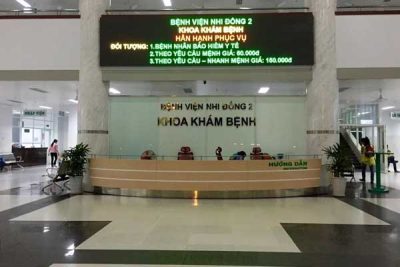 BỆNH VIỆN NHI ĐỒNG 2
KHOA KHÁM BỆNH
HÂN HẠNH PHỤC VỤ
ĐỐI TƯỢNG: 1.BỆNH NHÂN BẢO HIỂM Y TẾ
2.THEO YÊU CẦU MỆNH GIÁ: 80.000đ
3.THEO YÊU CẦU – NHANH MỆNH GIÁ: 150.000đ
BỆNH VIỆN NHI ĐỒNG 2
KHOA KHÁM BỆNH
HƯỚNG DẪN
INFORMATION